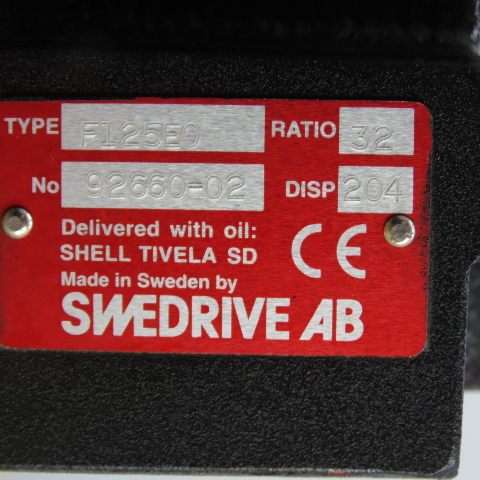 TYPE F125E0 RATIO 32
No 92660-02 DISP 204
Delivered with oil:
SHELL TIVELA SD
CE
Made in Sweden by
SWEDRIVE AB